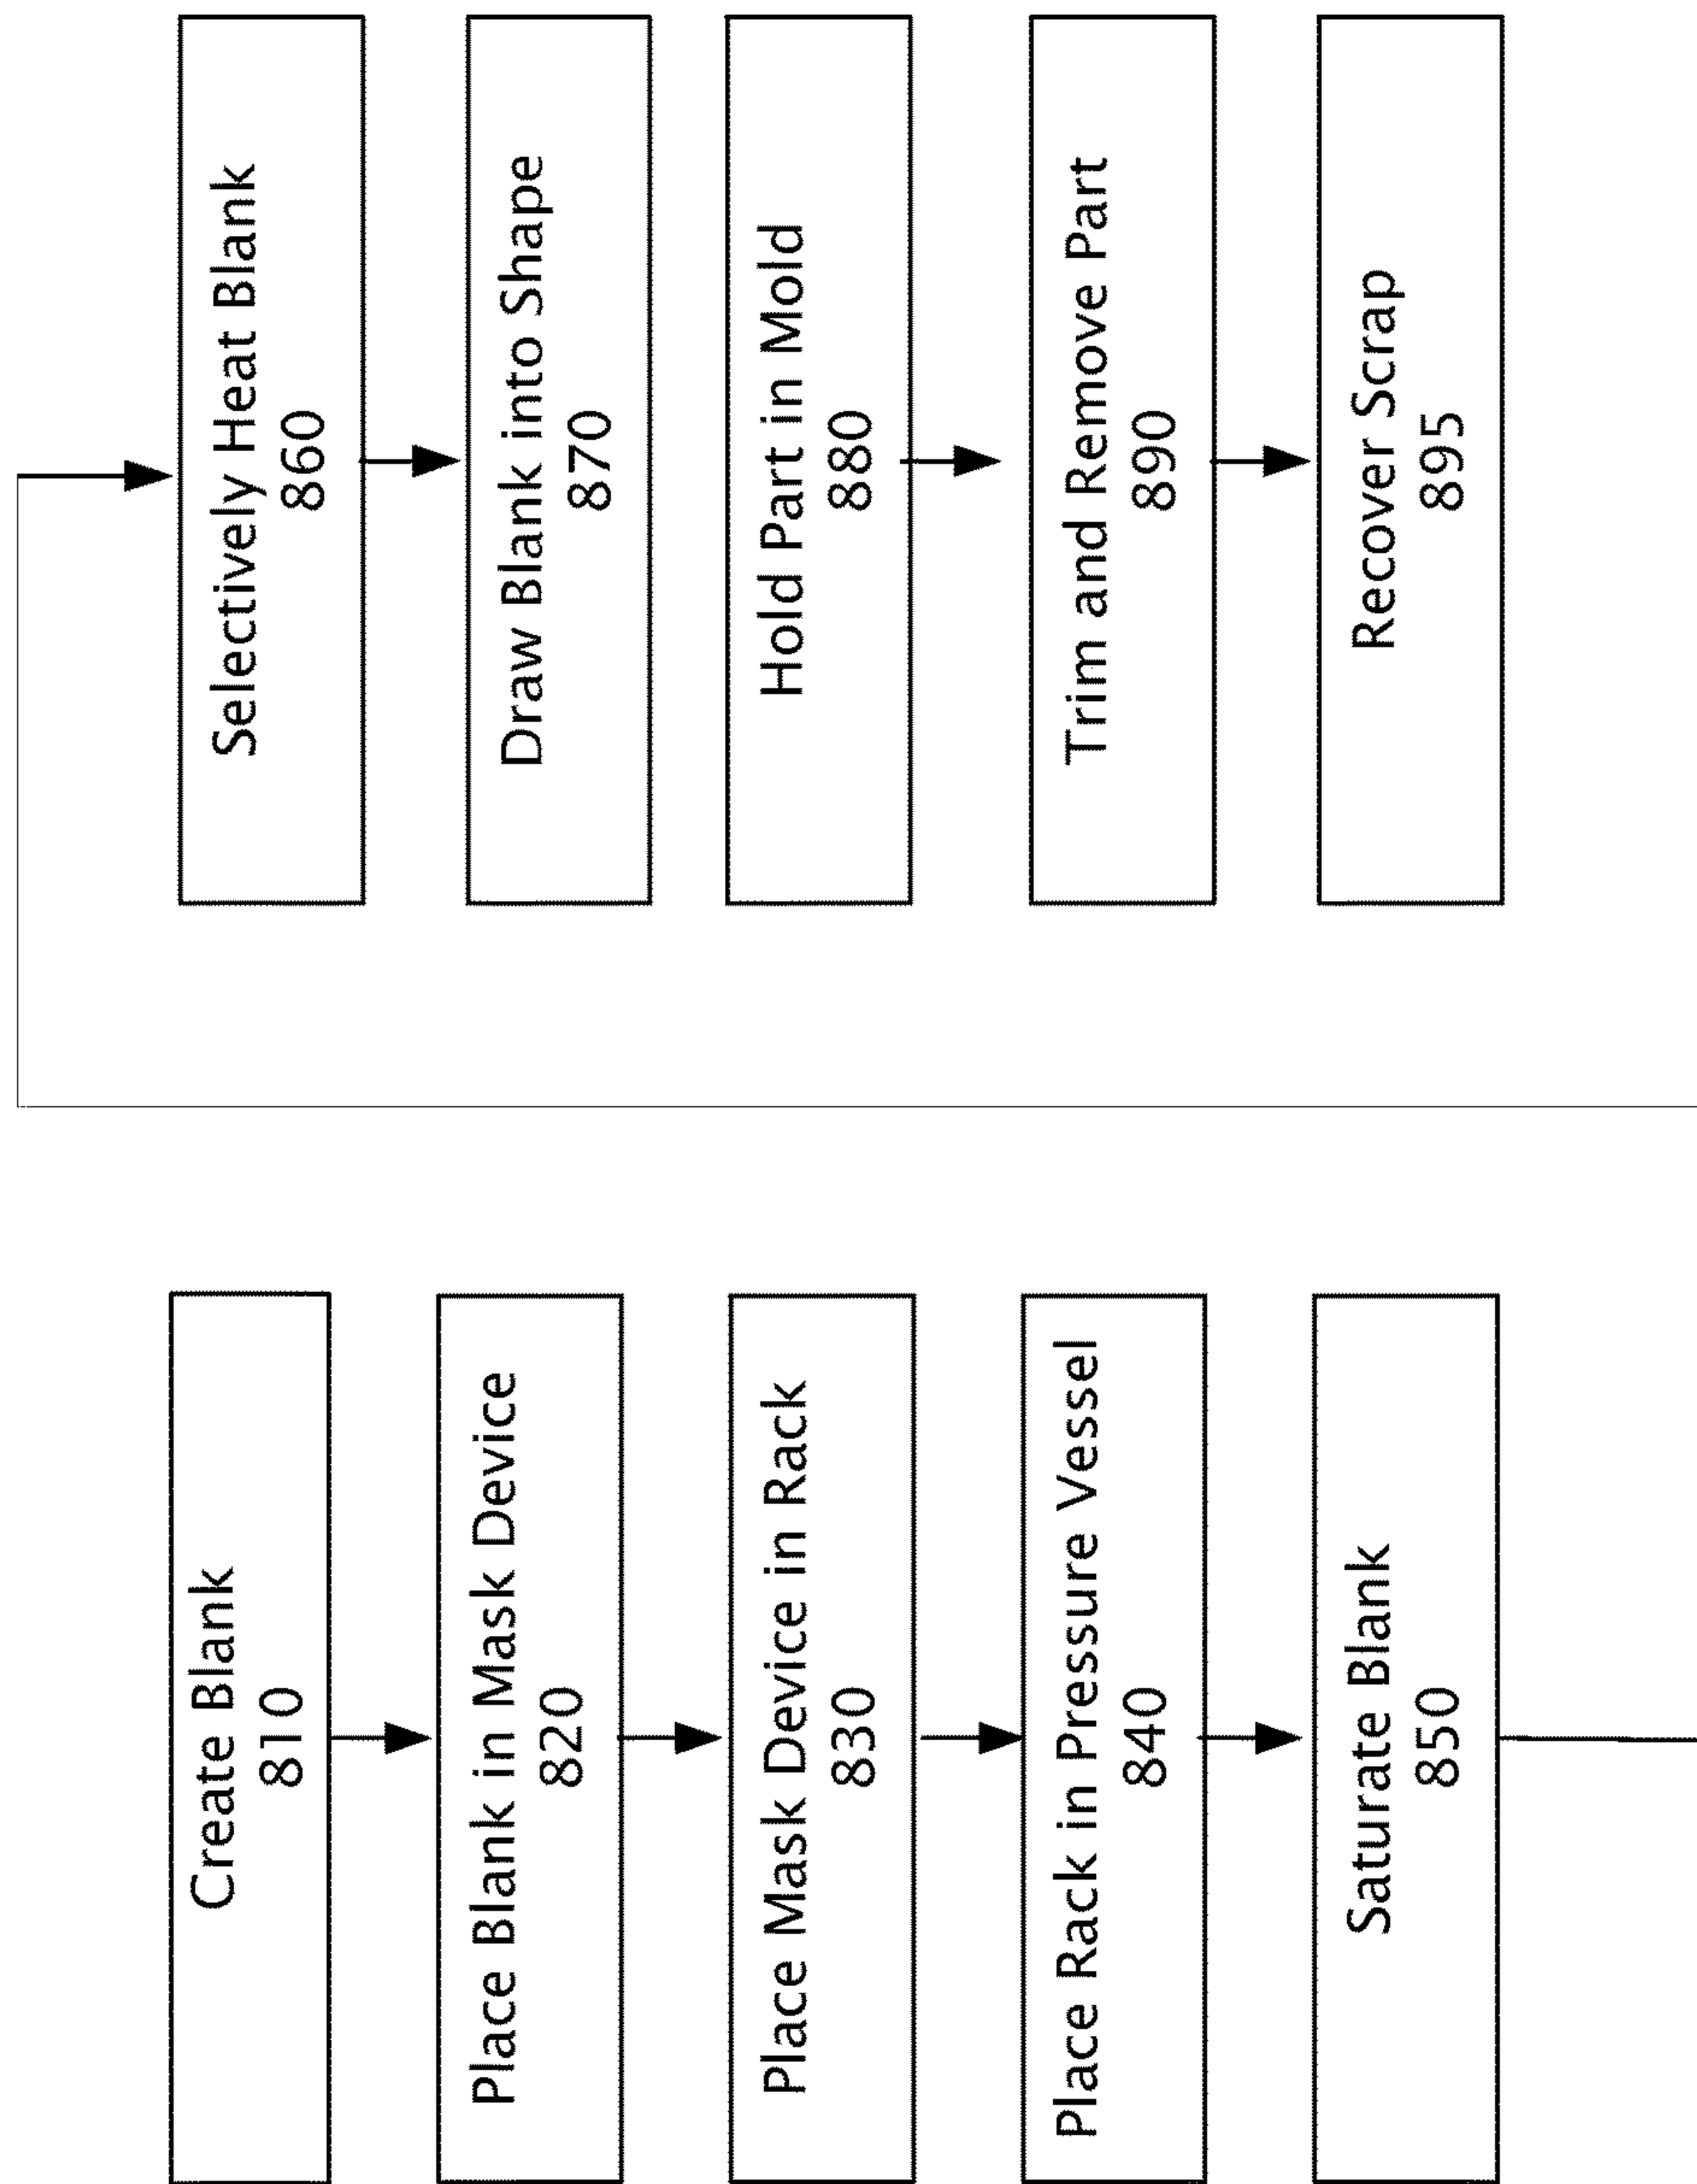 Create Blank
810
Place Blank in Mask Device
820
Place Mask Device in Rack
830
Place Rack in Pressure Vessel
840
Saturate Blank
850
Selectively Heat Blank
860
Draw Blank into Shape
870
Hold Part in Mold
880
Trim and Remove Part
890
Recover Scrap
895